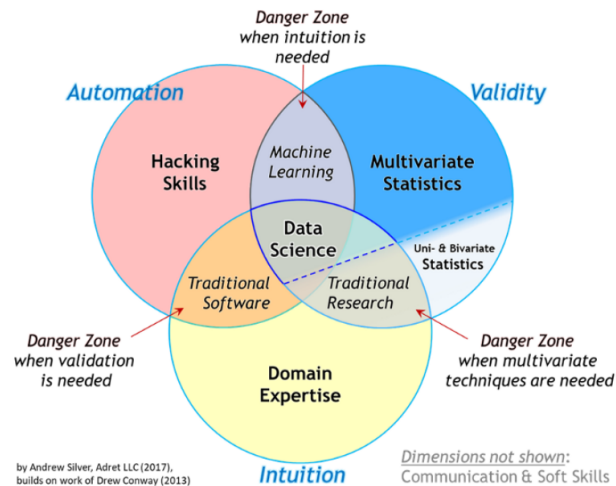 Danger Zone
when intuition is
needed
Automation
Validity
Hacking
Skills
Machine
Learning
Multivariate
Statistics
Data
Science
Uni- & Bivariate
Statistics
Traditional
Software
Traditional
Research
Danger Zone
when validation
is needed
Danger Zone
when multivariate
techniques are needed
Domain
Expertise
by Andrew Silver, Adret LLC (2017),
builds on work of Drew Conway (2013)
Intuition
Dimensions not shown:
Communication & Soft Skills